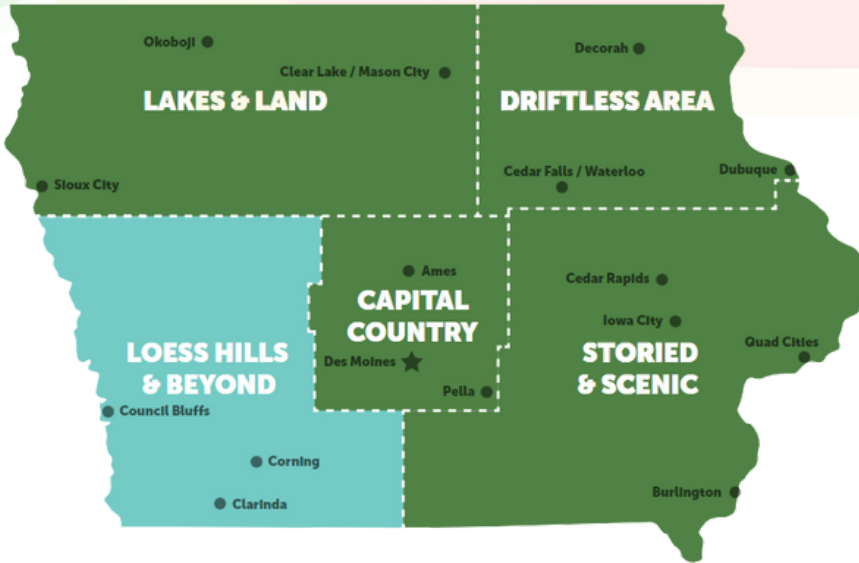 Okoboji
Decorah
Clear Lake / Mason City
LAKES & LAND
DRIFTLESS AREA
Sioux City
Cedar Falls / Waterloo
Dubuque
Ames
CAPITAL
COUNTRY
Des Moines
Pella
Cedar Rapids
Iowa City
Quad Cities
STORIED
& SCENIC
LOESS HILLS
& BEYOND
Council Bluffs
Corning
Clarinda
Burlington